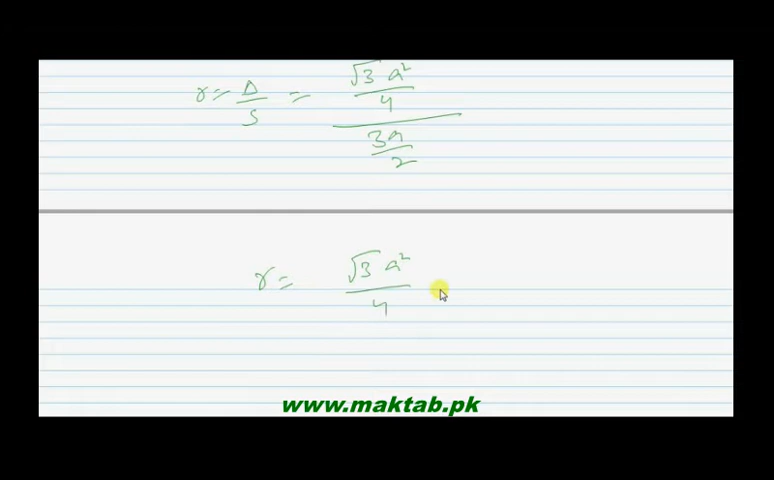 r = Δ/s = (√3 a²/4)/(3a/2)
r = √3 a²/4
www.maktab.pk